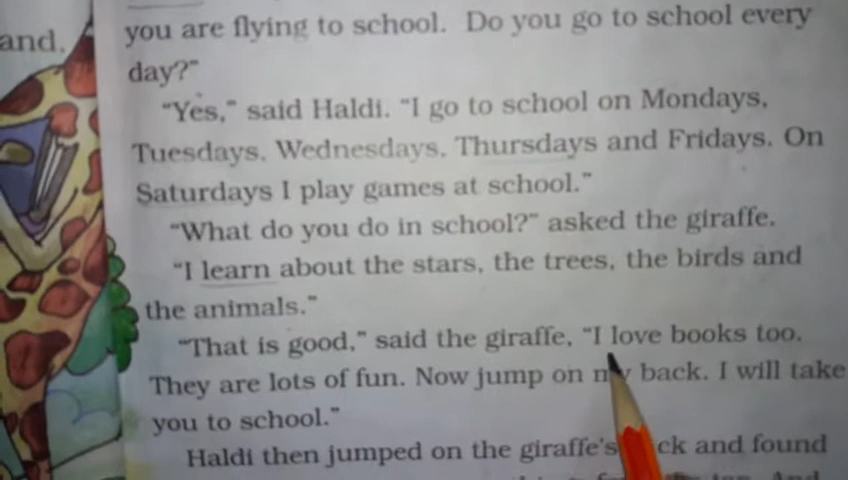 and.
you are flying to school. Do you go to school every
day?"
"Yes," said Haldi. "I go to school on Mondays,
Tuesdays, Wednesdays, Thursdays and Fridays. On
Saturdays I play games at school."
"What do you do in school?" asked the giraffe.
"I learn about the stars, the trees, the birds and
the animals."
"That is good," said the giraffe, "I love books too.
They are lots of fun. Now jump on my back. I will take
you to school."
Haldi then jumped on the giraffe's and found